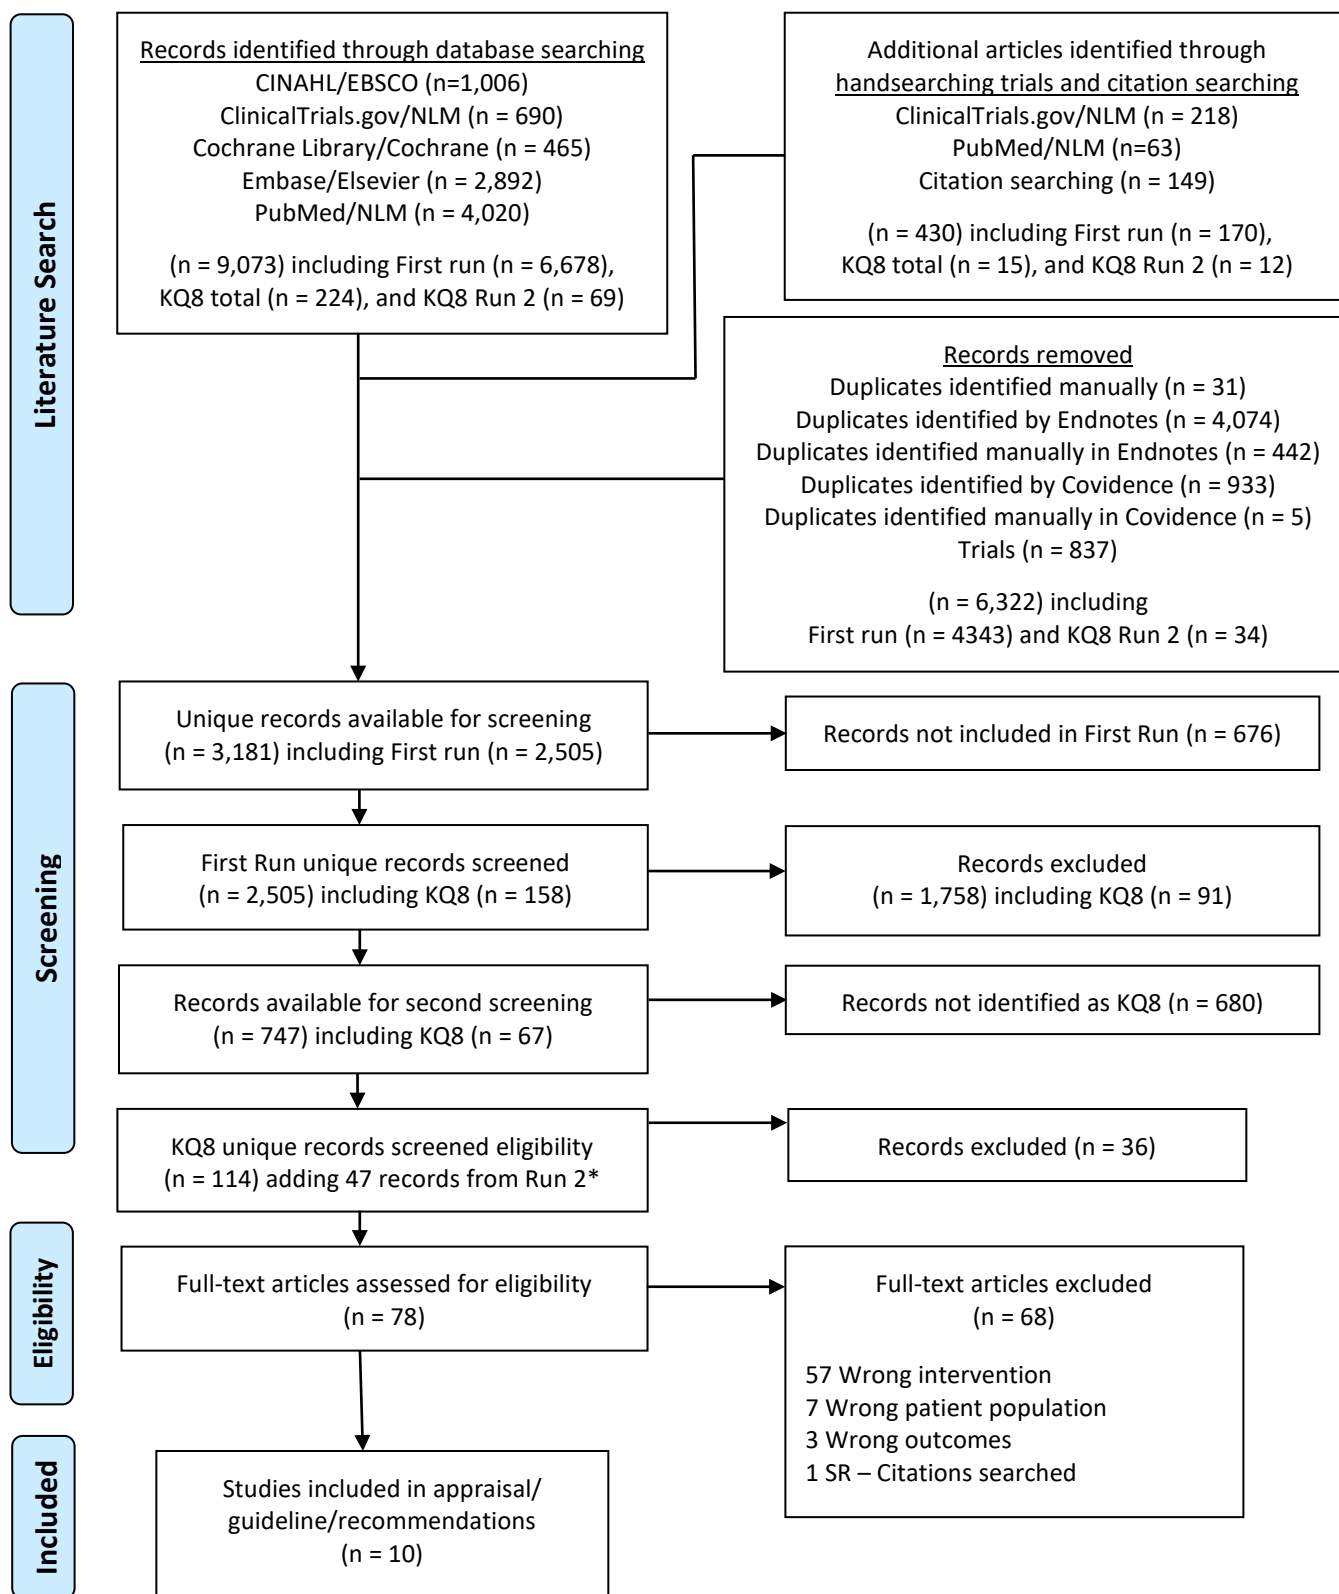 Literature Search
Records identified through database searching
CINAHL/EBSCO (n=1,006)
ClinicalTrials.gov/NLM (n = 690)
Cochrane Library/Cochrane (n = 465)
Embase/Elsevier (n = 2,892)
PubMed/NLM (n = 4,020)
(n = 9,073) including First run (n = 6,678),
KQ8 total (n = 224), and KQ8 Run 2 (n = 69)
Additional articles identified through
handsearching trials and citation searching
ClinicalTrials.gov/NLM (n = 218)
PubMed/NLM (n=63)
Citation searching (n = 149)
(n = 430) including First run (n = 170),
KQ8 total (n = 15), and KQ8 Run 2 (n = 12)
Records removed
Duplicates identified manually (n = 31)
Duplicates identified by Endnotes (n = 4,074)
Duplicates identified manually in Endnotes (n = 442)
Duplicates identified by Covidence (n = 933)
Duplicates identified manually in Covidence (n = 5)
Trials (n = 837)
(n = 6,322) including
First run (n = 4343) and KQ8 Run 2 (n = 34)
Screening
Unique records available for screening
(n = 3,181) including First run (n = 2,505)
Records not included in First Run (n = 676)
First Run unique records screened
(n = 2,505) including KQ8 (n = 158)
Records excluded
(n = 1,758) including KQ8 (n = 91)
Records available for second screening
(n = 747) including KQ8 (n = 67)
Records not identified as KQ8 (n = 680)
KQ8 unique records screened eligibility
(n = 114) adding 47 records from Run 2*
Records excluded (n = 36)
Eligibility
Full-text articles assessed for eligibility
(n = 78)
Full-text articles excluded
(n = 68)
57 Wrong intervention
7 Wrong patient population
3 Wrong outcomes
1 SR – Citations searched
Included
Studies included in appraisal/
guideline/recommendations
(n = 10)